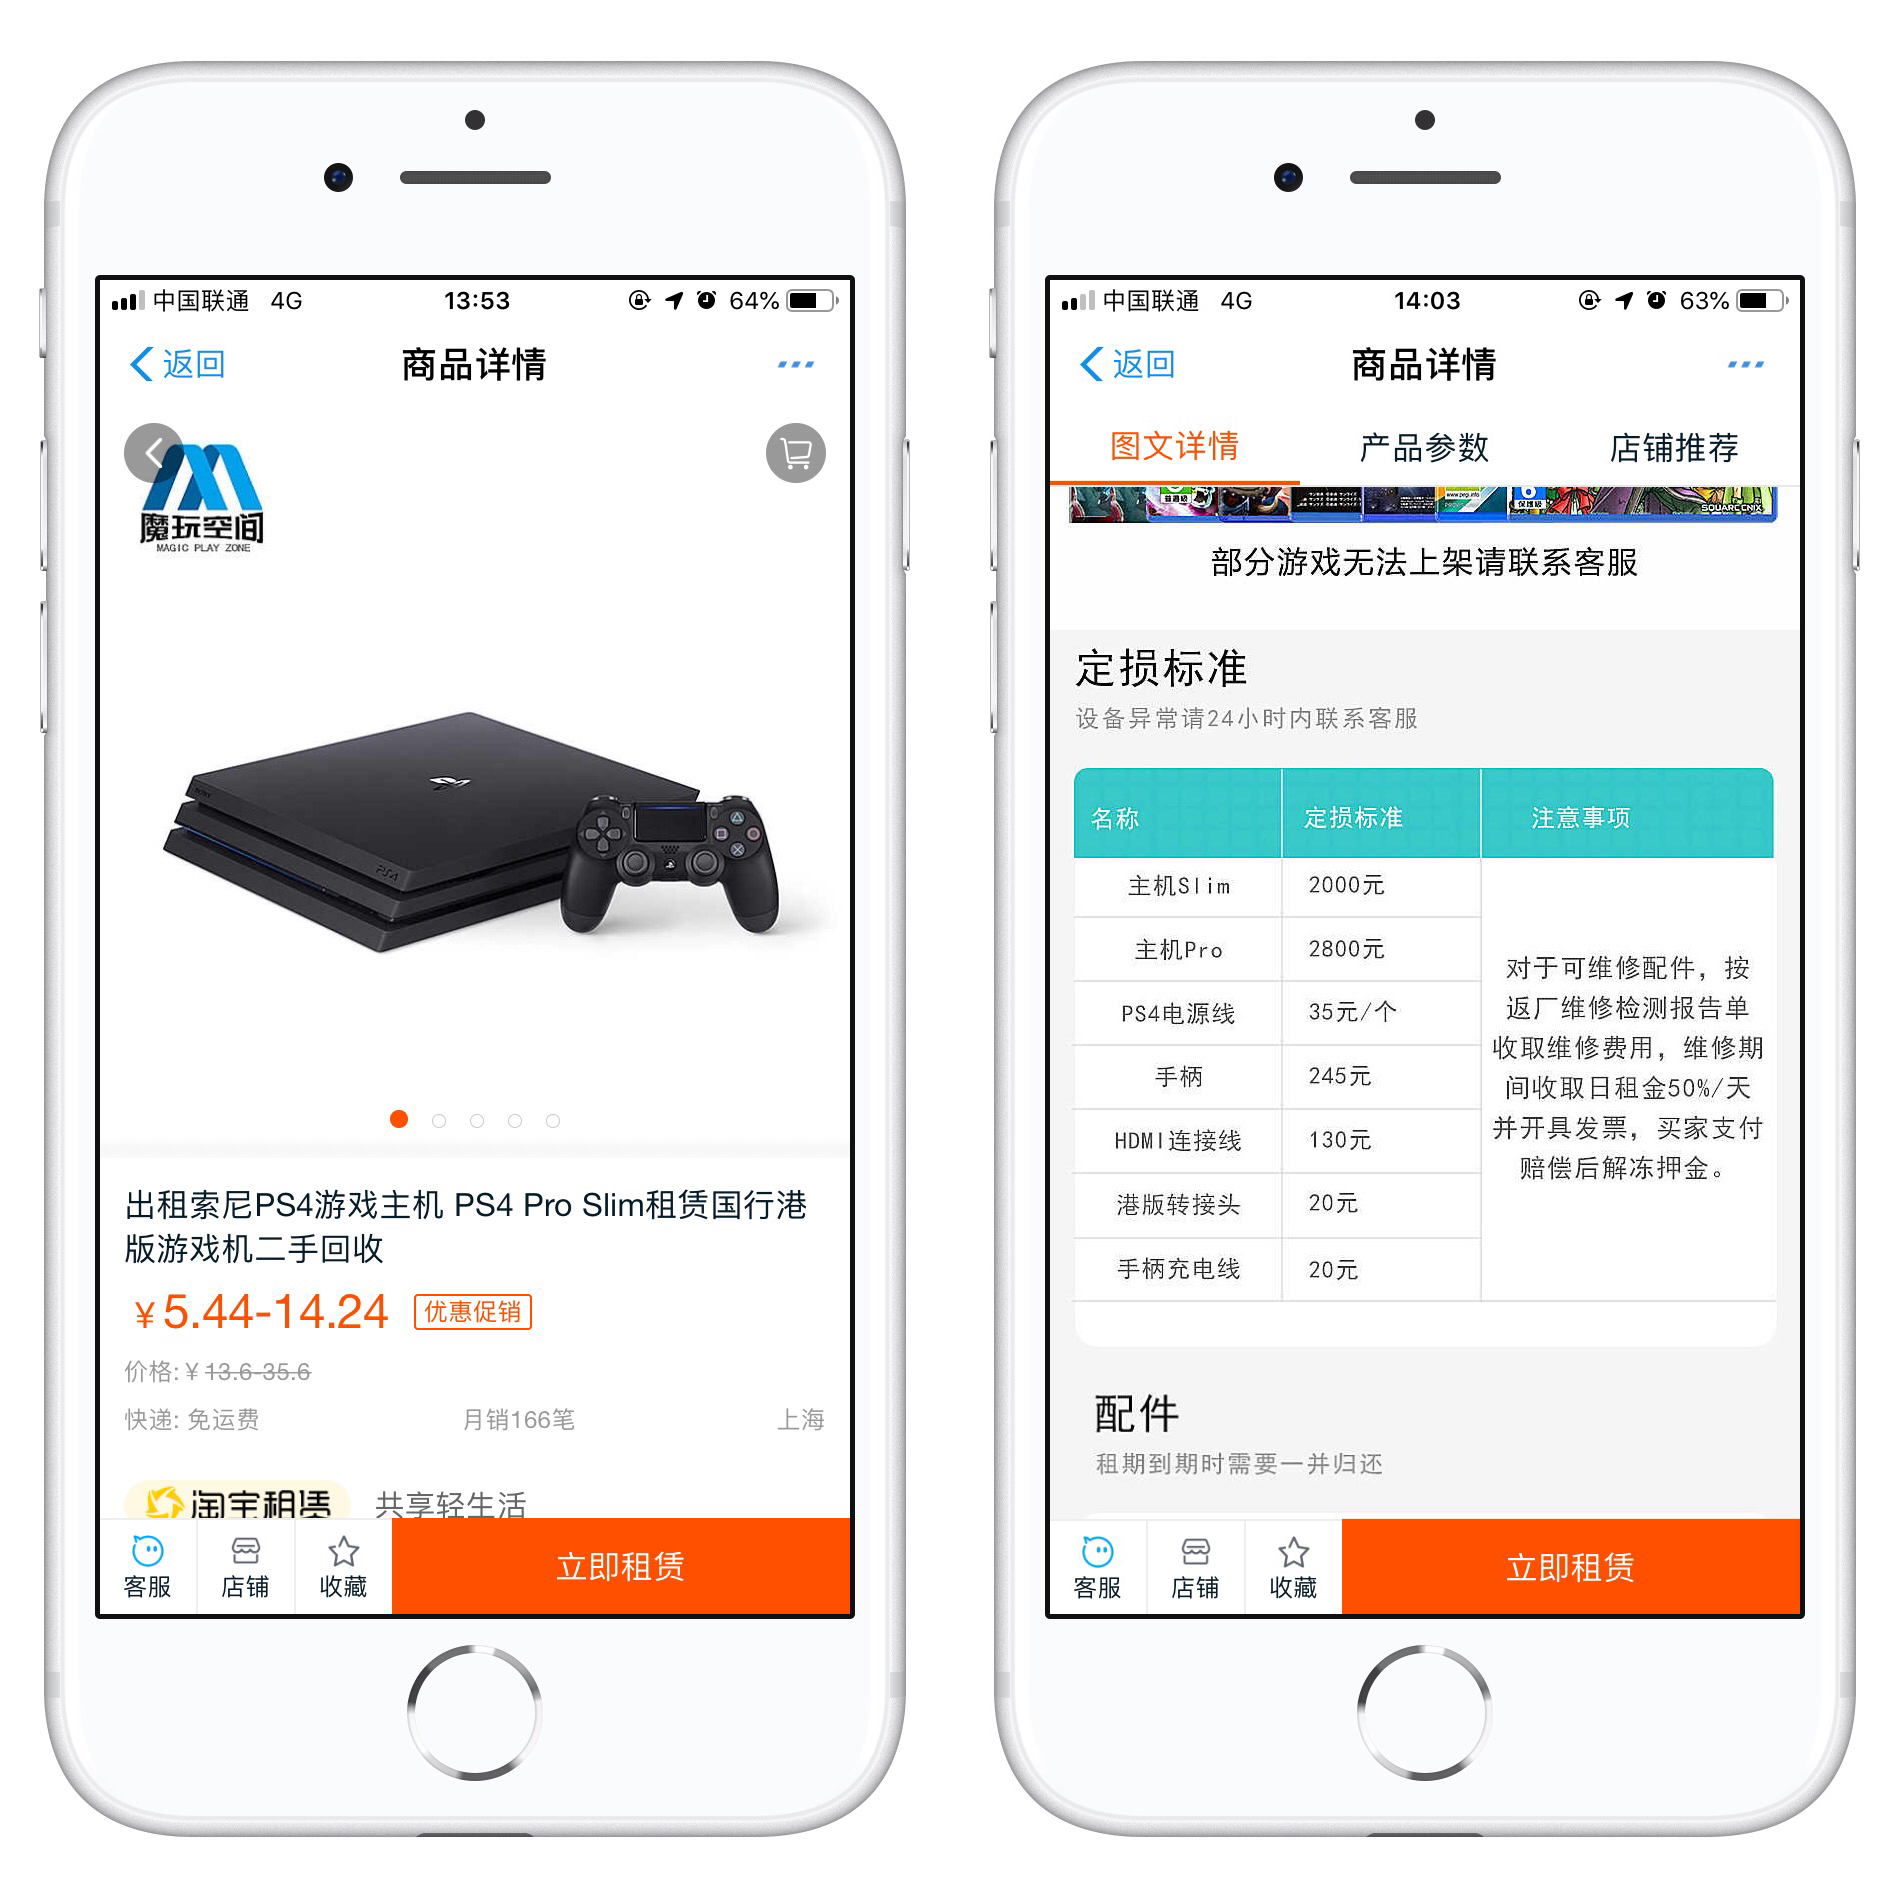 中国联通 4G 13:53 64%
返回 商品详情
魔玩空间
MAGIC PLAY ZONE
PS4
出租索尼PS4游戏主机 PS4 Pro Slim租赁国行港
版游戏机二手回收
¥5.44-14.24 优惠促销
价格:¥13.6-35.6
快递: 免运费 月销166笔 上海
淘宝租赁 共享轻生活
客服 店铺 收藏 立即租赁
中国联通 4G 14:03 63%
返回 商品详情
图文详情 产品参数 店铺推荐
SQUARE ENIX
部分游戏无法上架请联系客服
定损标准
设备异常请24小时内联系客服
名称 定损标准 注意事项
主机Slim 2000元
主机Pro 2800元
PS4电源线 35元/个
手柄 245元
HDMI连接线 130元
港版转接头 20元
手柄充电线 20元
对于可维修配件，按
返厂维修检测报告单
收取维修费用，维修期
间收取日租金50%/天
并开具发票，买家支付
赔偿后解冻押金。
配件
租期到期时需要一并归还
客服 店铺 收藏 立即租赁